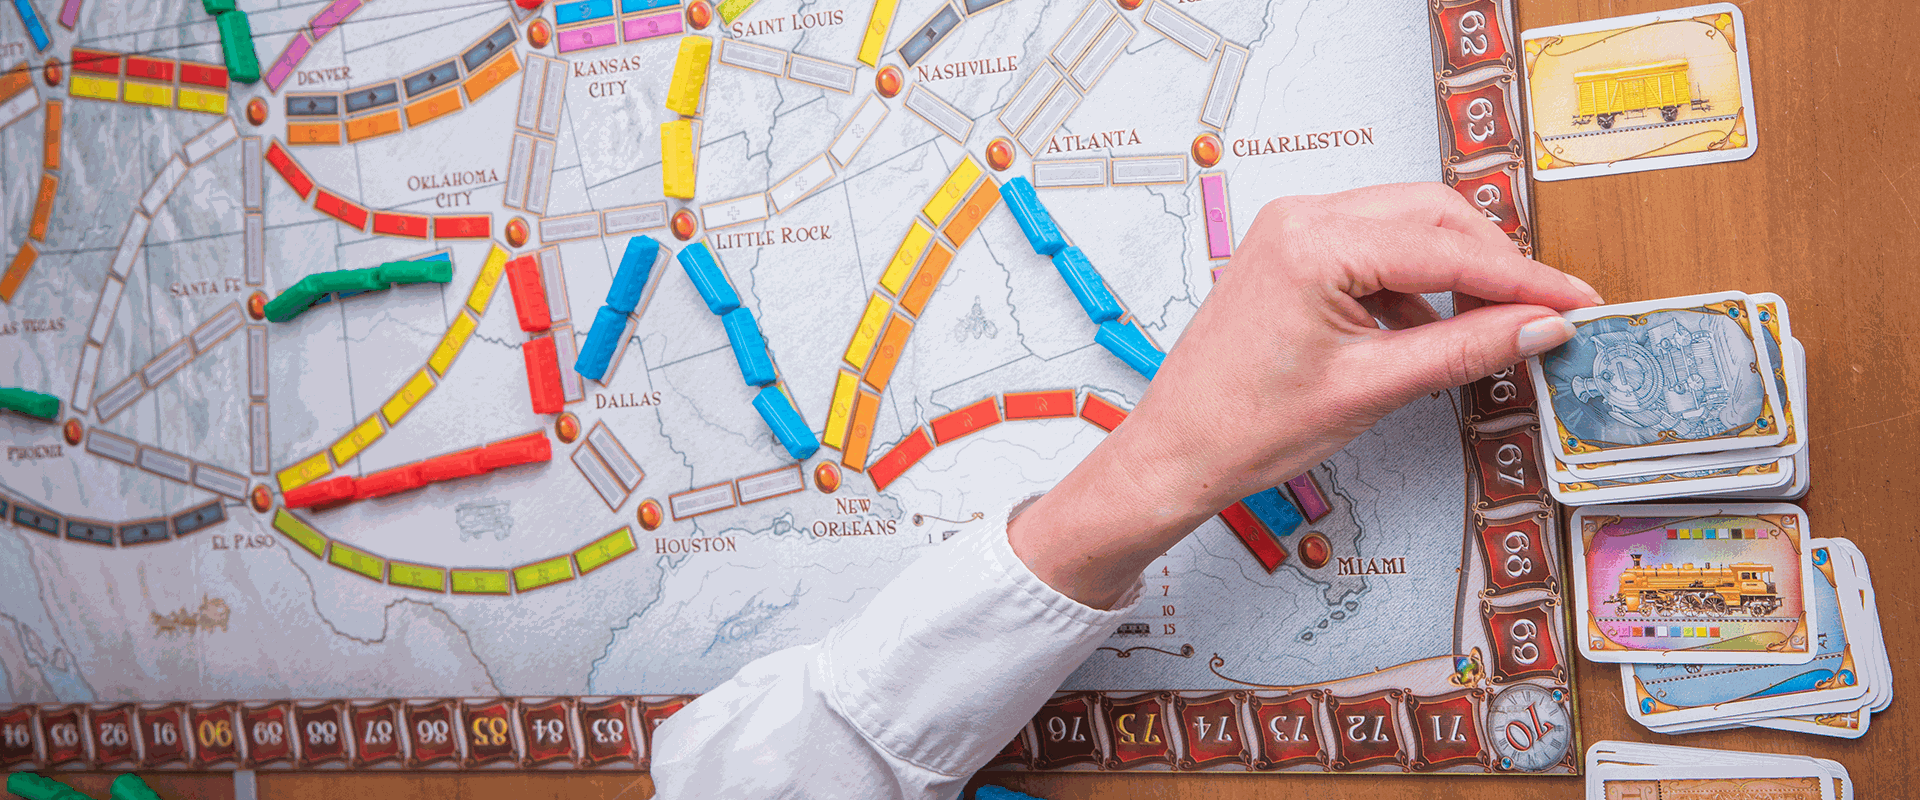 SAINT LOUIS
DENVER
KANSAS
CITY
NASHVILLE
ATLANTA
CHARLESTON
OKLAHOMA
CITY
LITTLE ROCK
SANTA FE
AS VEGAS
DALLAS
PHOENIX
EL PASO
HOUSTON
NEW
ORLEANS
MIAMI
62
63
64
66
67
68
69
70
71
72
73
74
75
76
83
84
85
86
87
88
89
90
91
92
93
94
1
4
7
10
15